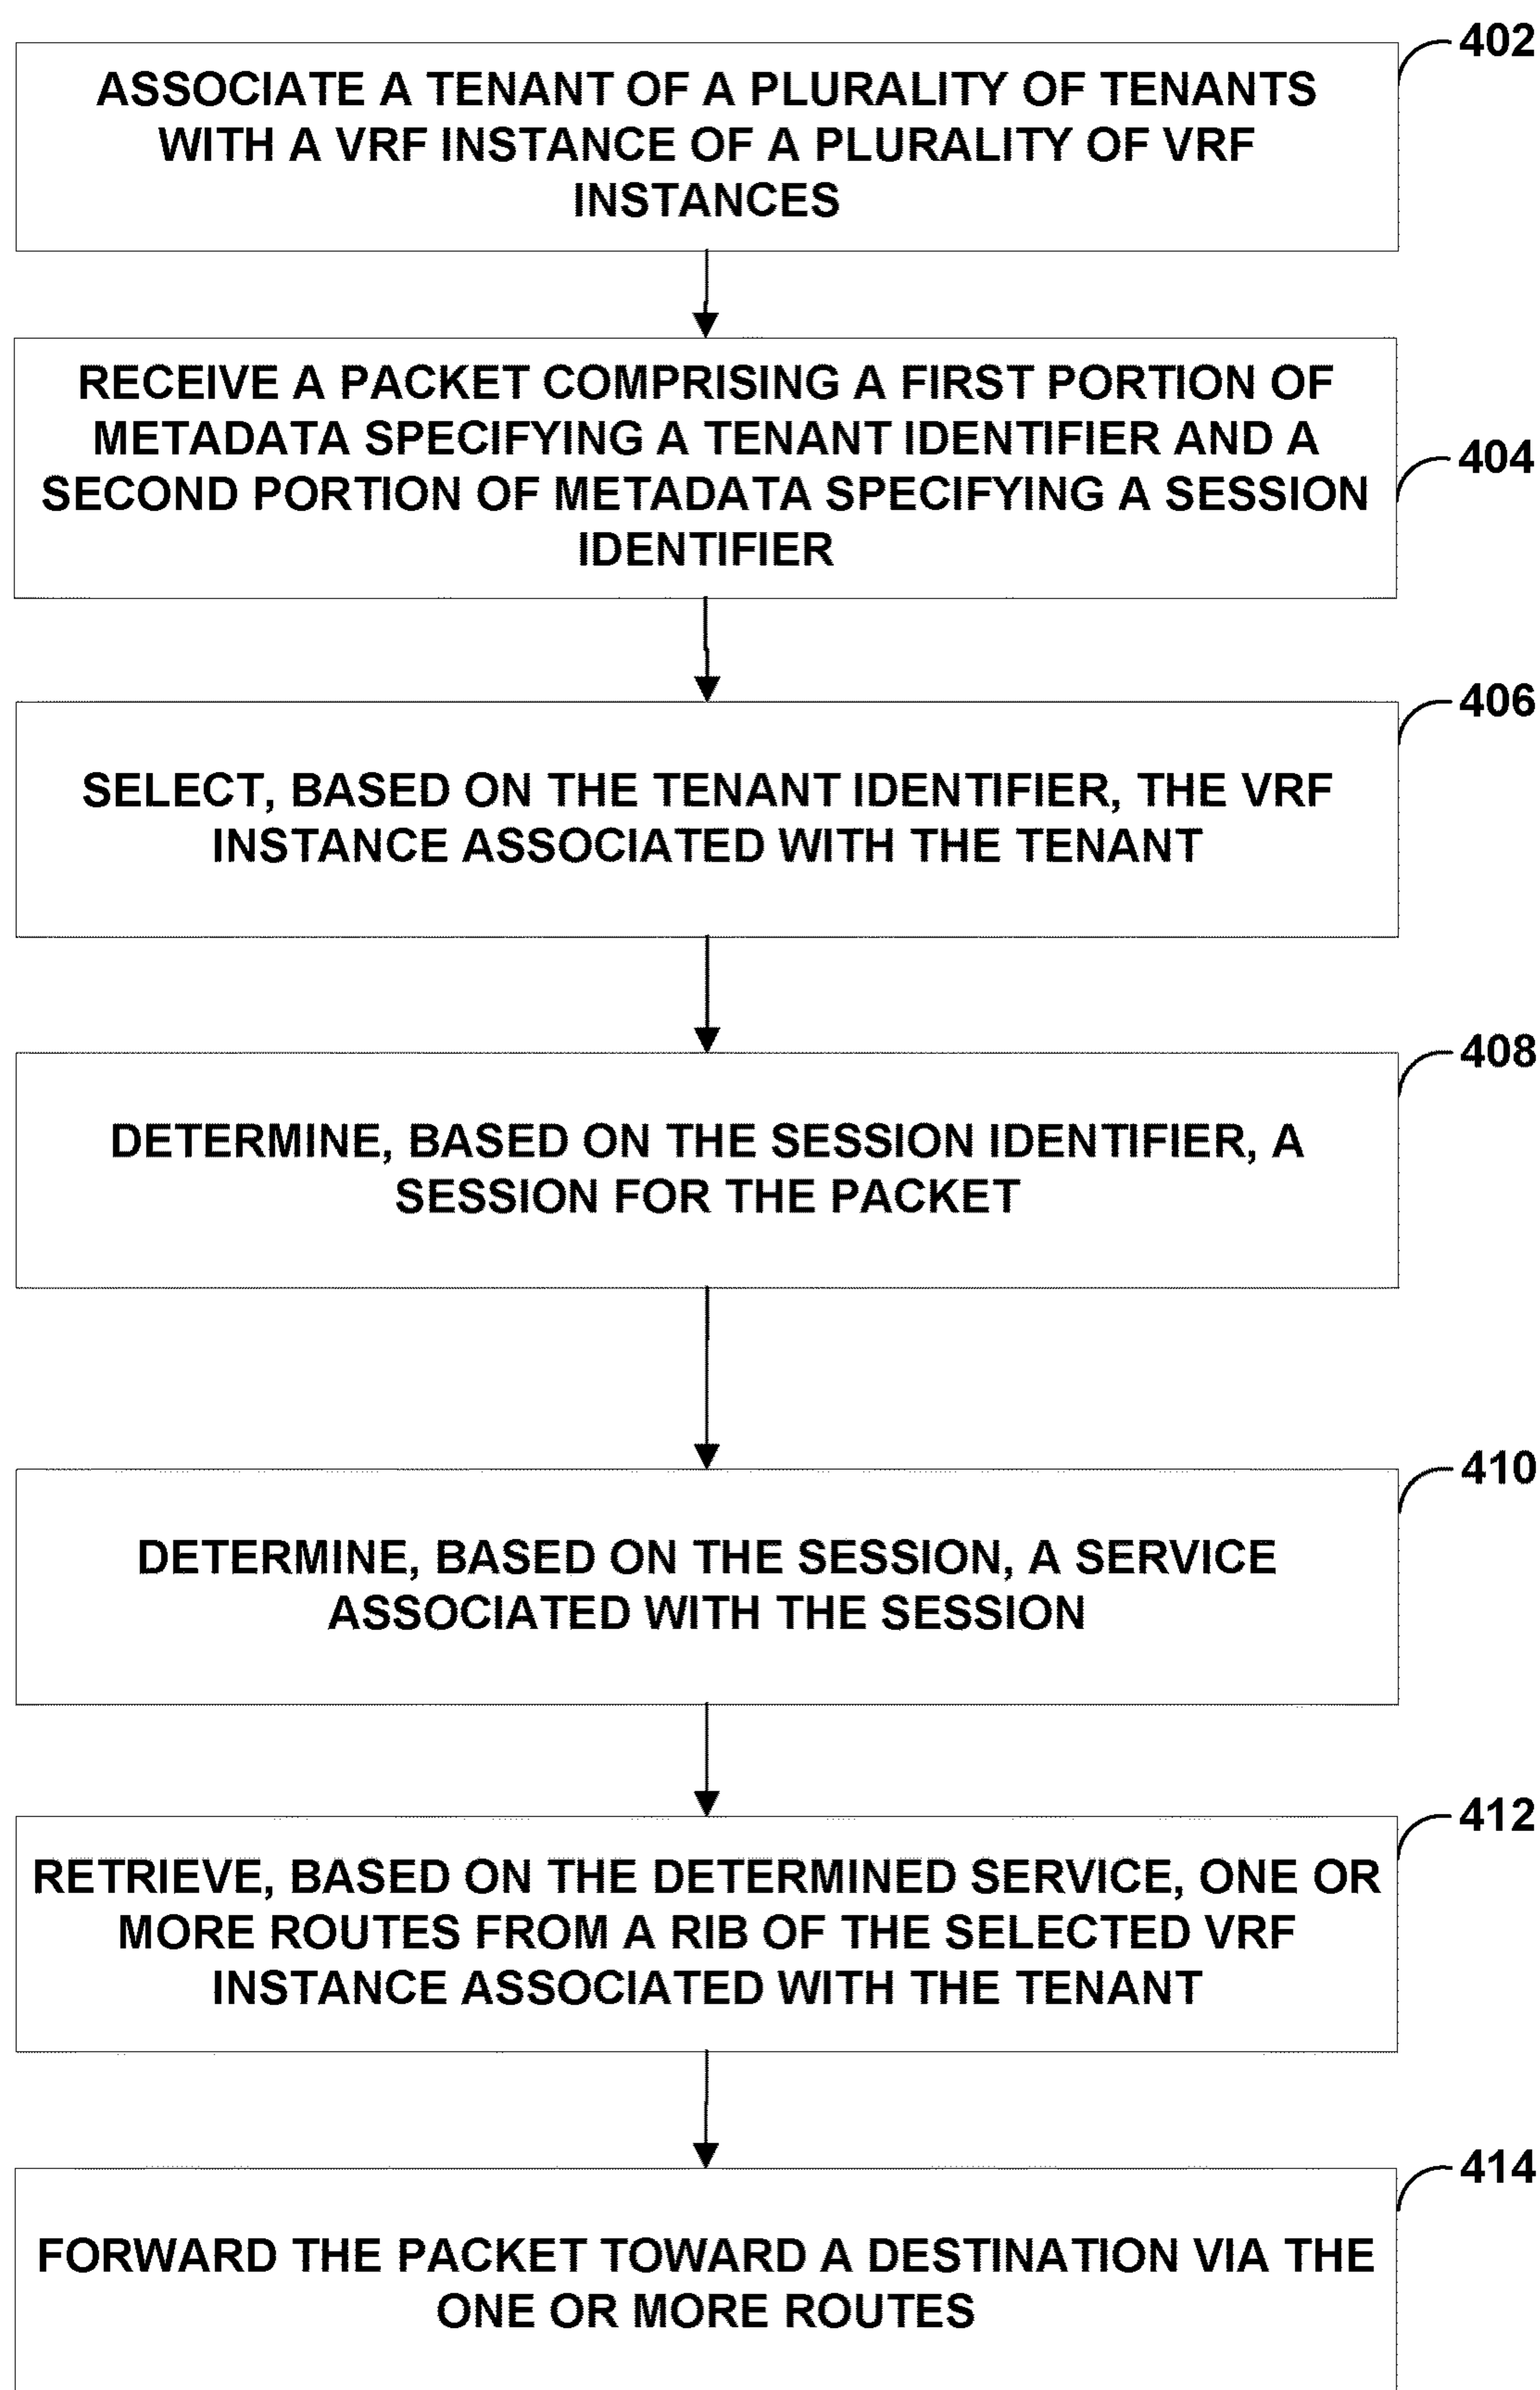 402
ASSOCIATE A TENANT OF A PLURALITY OF TENANTS
WITH A VRF INSTANCE OF A PLURALITY OF VRF
INSTANCES
RECEIVE A PACKET COMPRISING A FIRST PORTION OF
METADATA SPECIFYING A TENANT IDENTIFIER AND A
404
SECOND PORTION OF METADATA SPECIFYING A SESSION
IDENTIFIER
406
SELECT, BASED ON THE TENANT IDENTIFIER, THE VRF
INSTANCE ASSOCIATED WITH THE TENANT
408
DETERMINE, BASED ON THE SESSION IDENTIFIER, A
SESSION FOR THE PACKET
410
DETERMINE, BASED ON THE SESSION, A SERVICE
ASSOCIATED WITH THE SESSION
412
RETRIEVE, BASED ON THE DETERMINED SERVICE, ONE OR
MORE ROUTES FROM A RIB OF THE SELECTED VRF
INSTANCE ASSOCIATED WITH THE TENANT
414
FORWARD THE PACKET TOWARD A DESTINATION VIA THE
ONE OR MORE ROUTES